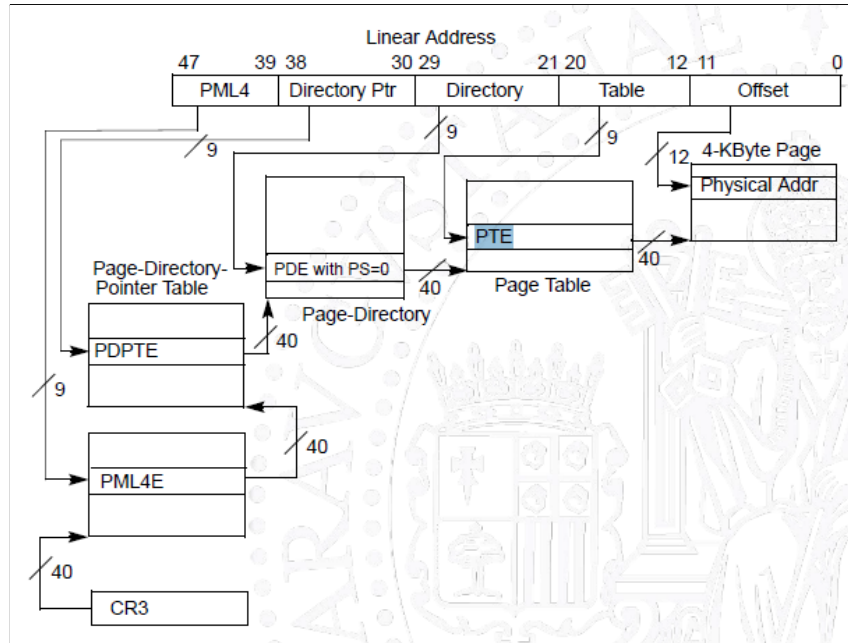 Linear Address
47 39 38 30 29 21 20 12 11 0
PML4 Directory Ptr Directory Table Offset
9
9
9
12
4-KByte Page
Physical Addr
PTE
40
Page Table
PDE with PS=0
40
Page-Directory
Page-Directory-
Pointer Table
PDPTE
40
9
PML4E
40
40
CR3